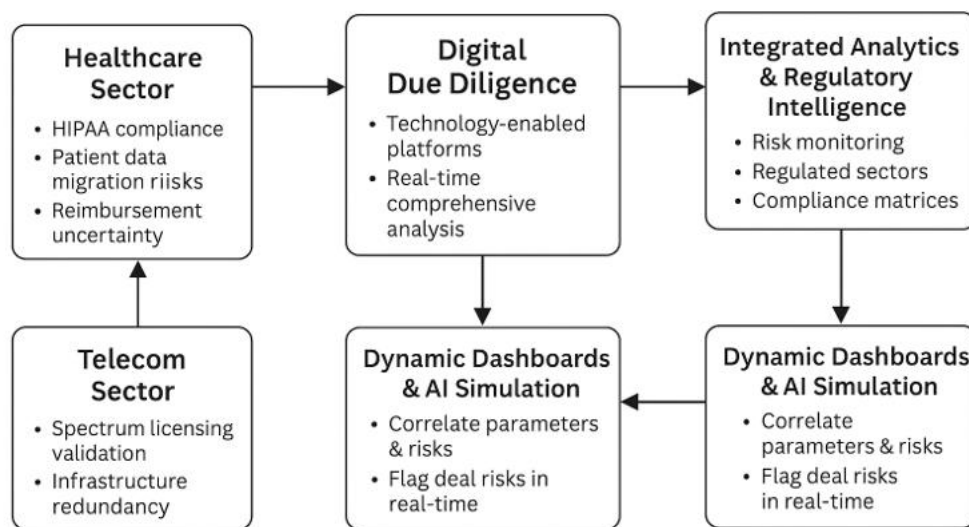 Healthcare
Sector
• HIPAA compliance
• Patient data
migration riisks
• Reimbursement
uncertainty
Digital
Due Diligence
• Technology-enabled
platforms
• Real-time
comprehensive
analysis
Integrated Analytics
& Regulatory
Intelligence
• Risk monitoring
• Regulated sectors
• Compliance matrices
Telecom
Sector
• Spectrum licensing
validation
• Infrastructure
redundancy
Dynamic Dashboards
& AI Simulation
• Correlate parameters
& risks
• Flag deal risks in
real-time
Dynamic Dashboards
& AI Simulation
• Correlate
parameters & risks
• Flag deal risks
in real-time